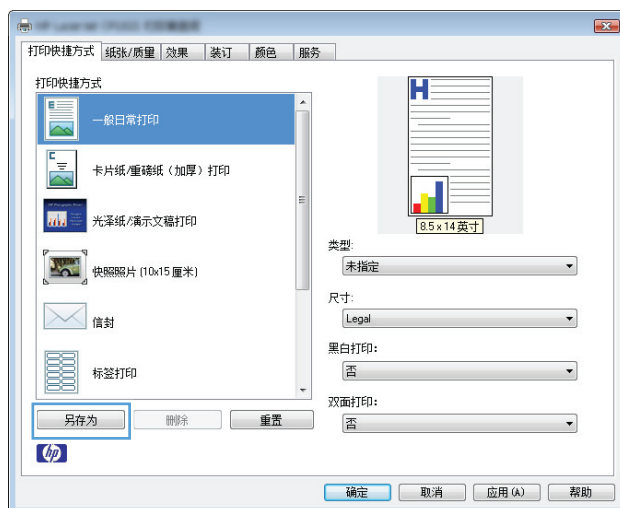 打印快捷方式 纸张/质量 效果 装订 颜色 服务
打印快捷方式
一般日常打印
卡片纸/重磅纸（加厚）打印
光泽纸/演示文稿打印
快照照片 (10x15 厘米)
信封
标签打印
另存为 删除 重置
8.5 x 14 英寸
类型:
未指定
尺寸:
Legal
黑白打印:
否
双面打印:
否
hp
确定 取消 应用 (A) 帮助